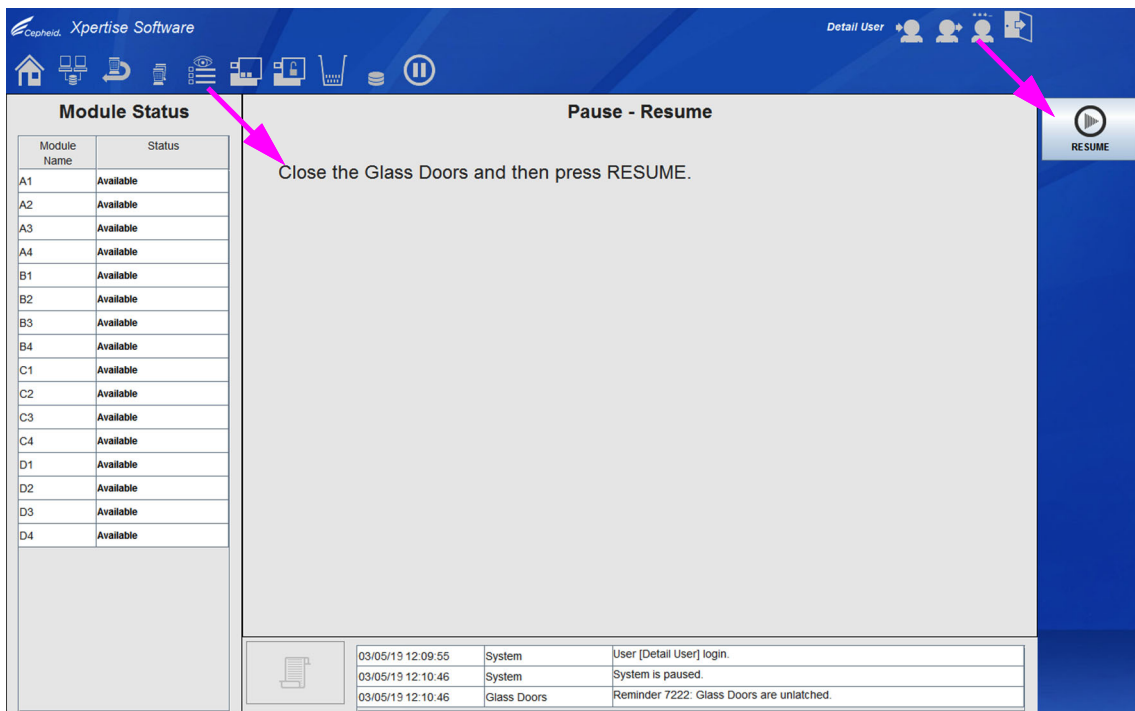 Cepheid. Xpertise Software
Detail User
Module Status
Module Name
Status
A1 Available
A2 Available
A3 Available
A4 Available
B1 Available
B2 Available
B3 Available
B4 Available
C1 Available
C2 Available
C3 Available
C4 Available
D1 Available
D2 Available
D3 Available
D4 Available
Pause - Resume
Close the Glass Doors and then press RESUME.
RESUME
03/05/19 12:09:55 System User [Detail User] login.
03/05/19 12:10:46 System System is paused.
03/05/19 12:10:46 Glass Doors Reminder 7222: Glass Doors are unlatched.